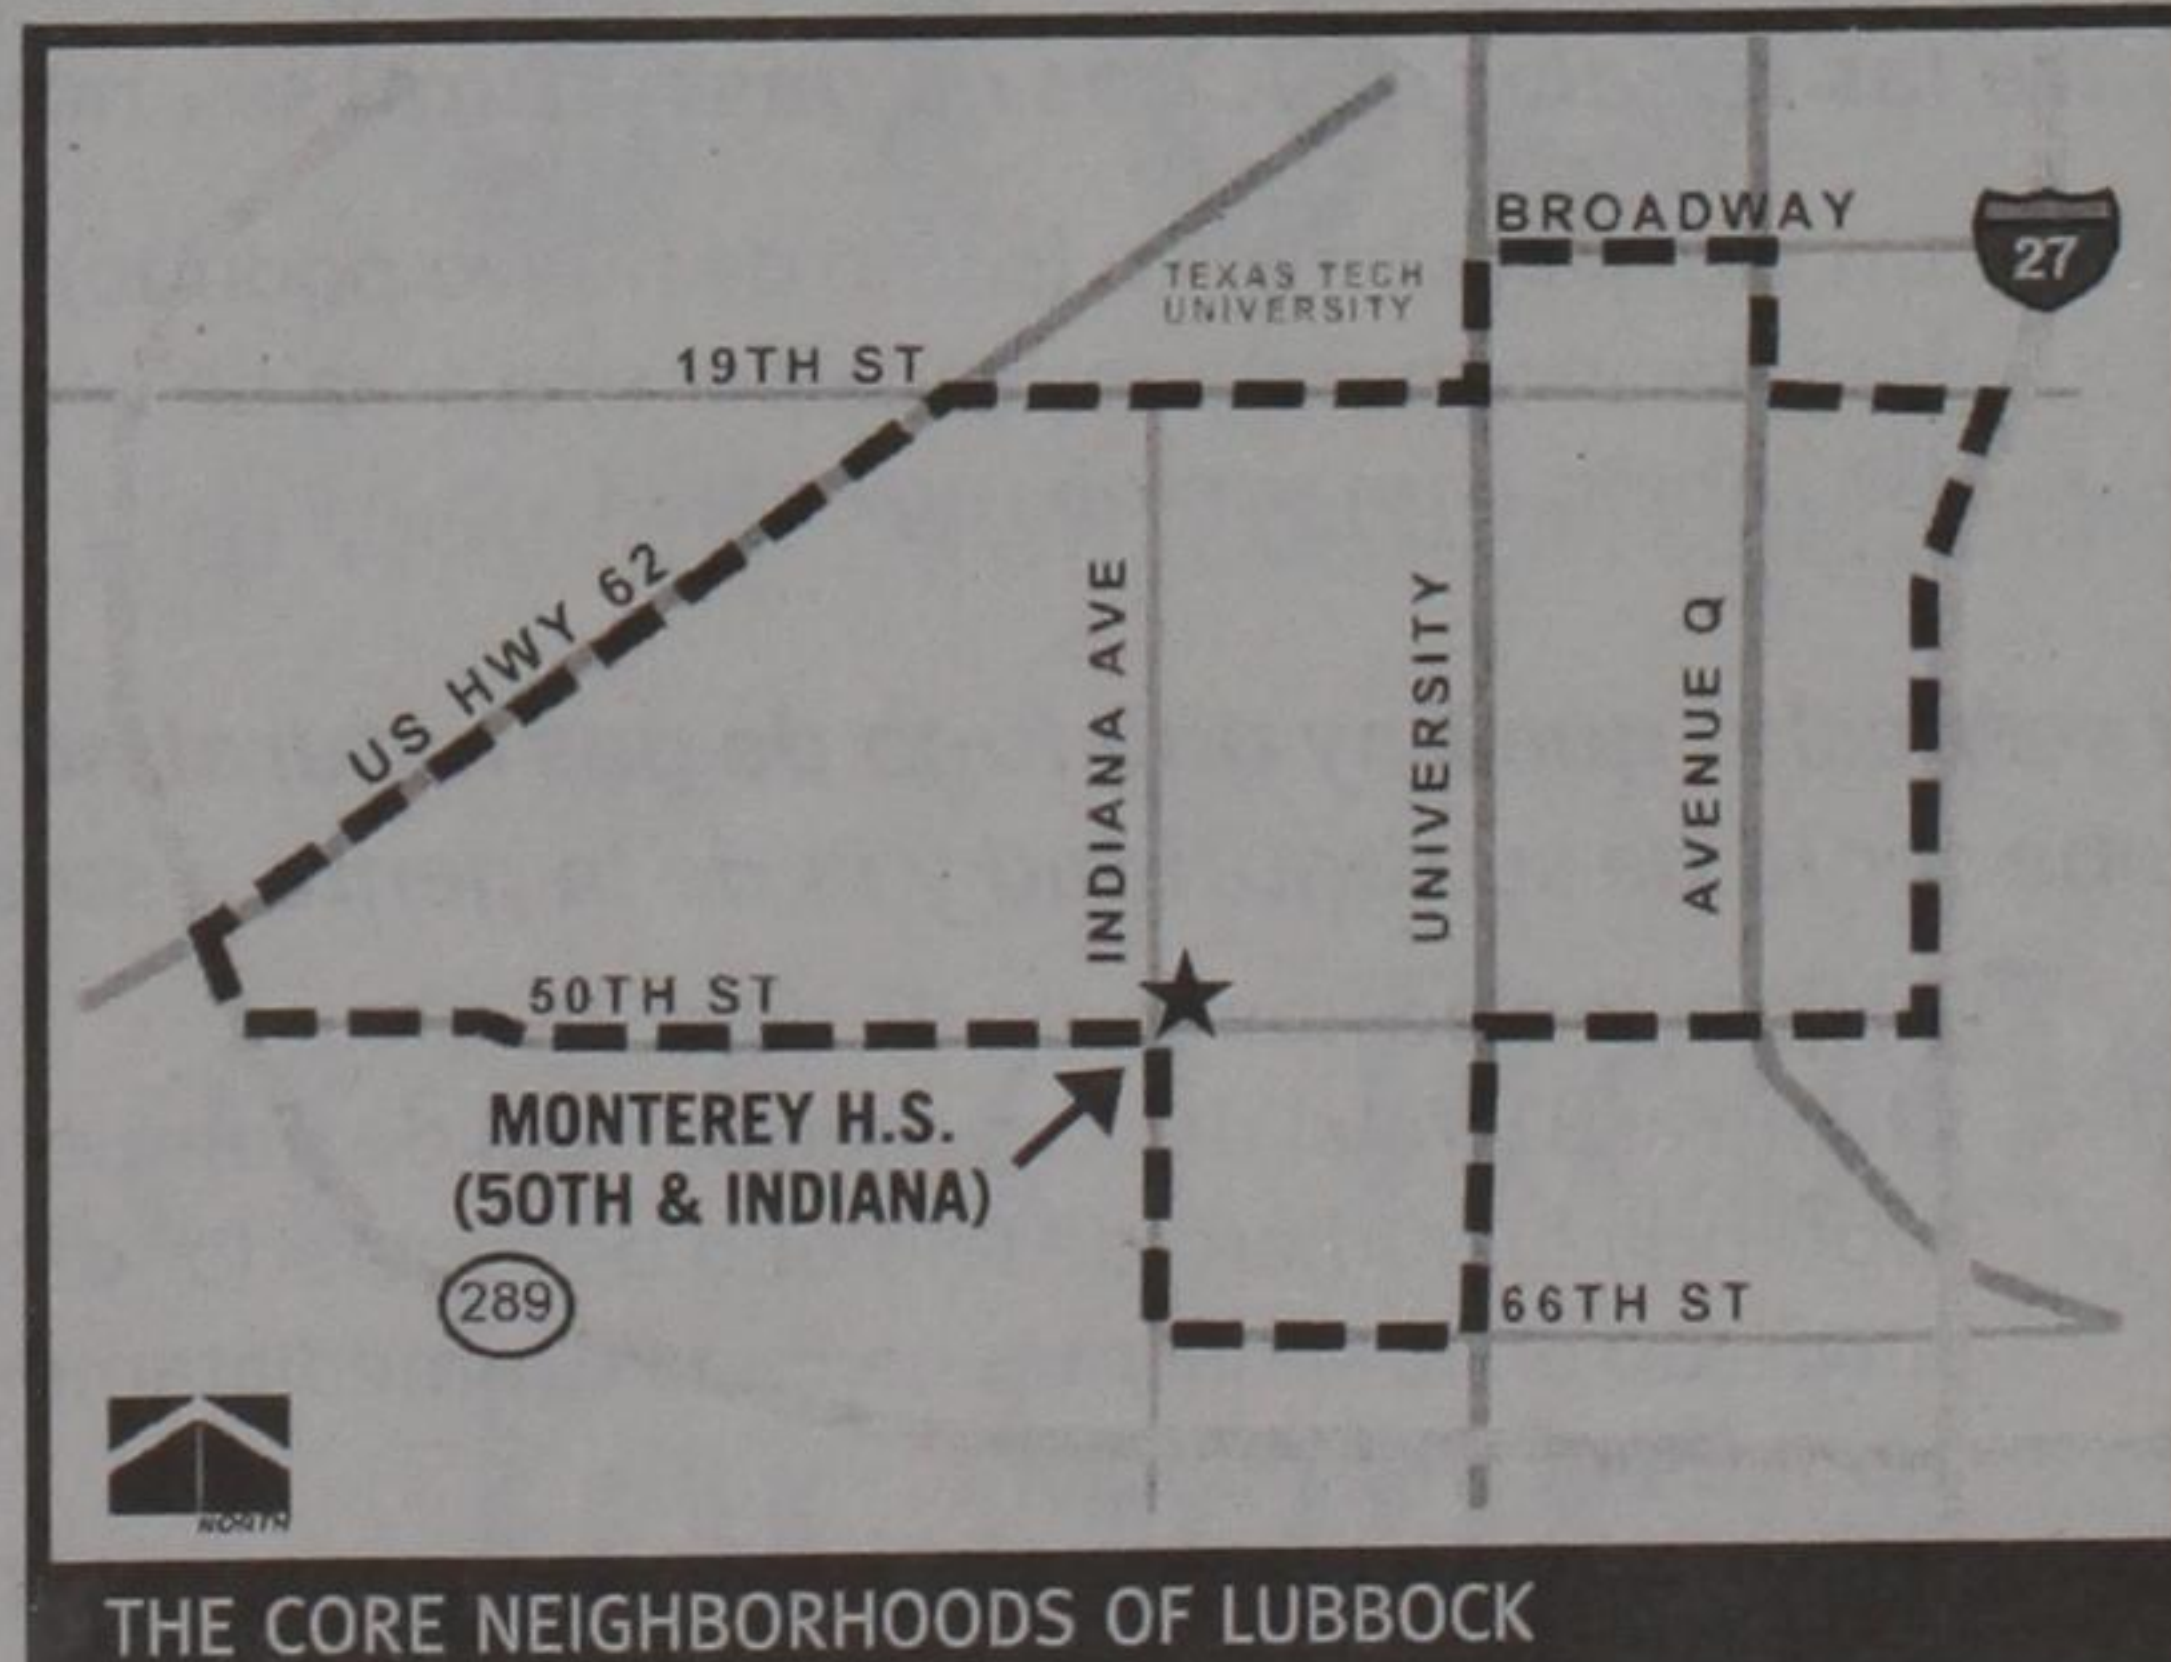 BROADWAY
27
TEXAS TECH
UNIVERSITY
19TH ST
US HWY 62
INDIANA AVE
UNIVERSITY
AVENUE Q
50TH ST
MONTEREY H.S.
(50TH & INDIANA)
289
66TH ST
NORTH
THE CORE NEIGHBORHOODS OF LUBBOCK